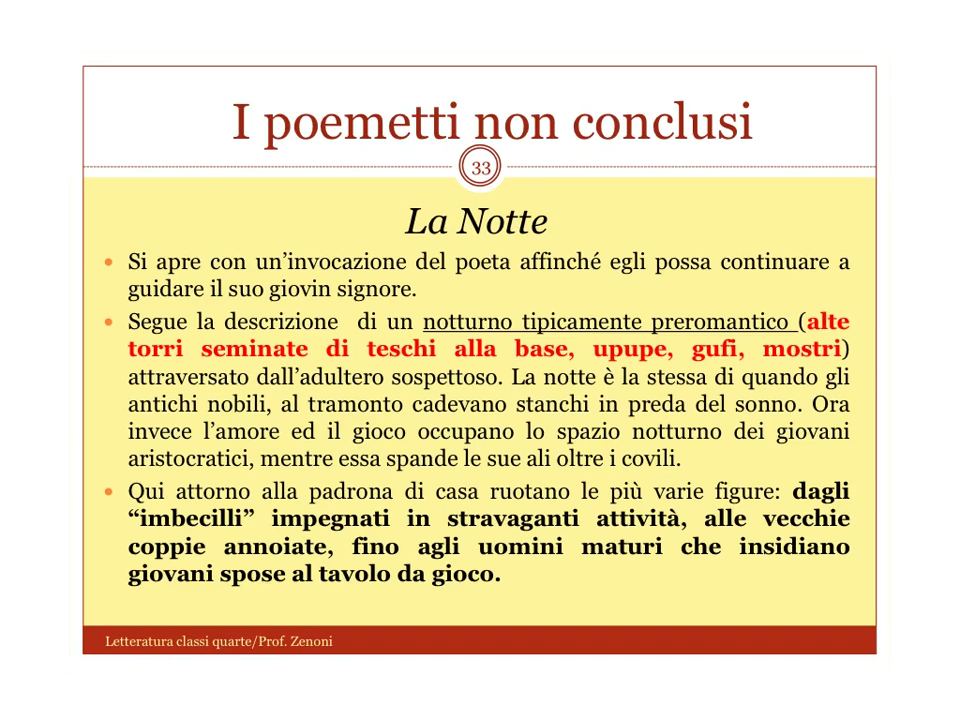 I poemetti non conclusi
33
La Notte
• Si apre con un’invocazione del poeta affinché egli possa continuare a
guidare il suo giovin signore.
• Segue la descrizione di un notturno tipicamente preromantico (alte
torri seminate di teschi alla base, upupe, gufi, mostri)
attraversato dall’adultero sospettoso. La notte è la stessa di quando gli
antichi nobili, al tramonto cadevano stanchi in preda del sonno. Ora
invece l’amore ed il gioco occupano lo spazio notturno dei giovani
aristocratici, mentre essa spande le sue ali oltre i covili.
• Qui attorno alla padrona di casa ruotano le più varie figure: dagli
“imbecilli” impegnati in stravaganti attività, alle vecchie
coppie annoiate, fino agli uomini maturi che insidiano
giovani spose al tavolo da gioco.
Letteratura classi quarte/Prof. Zenoni